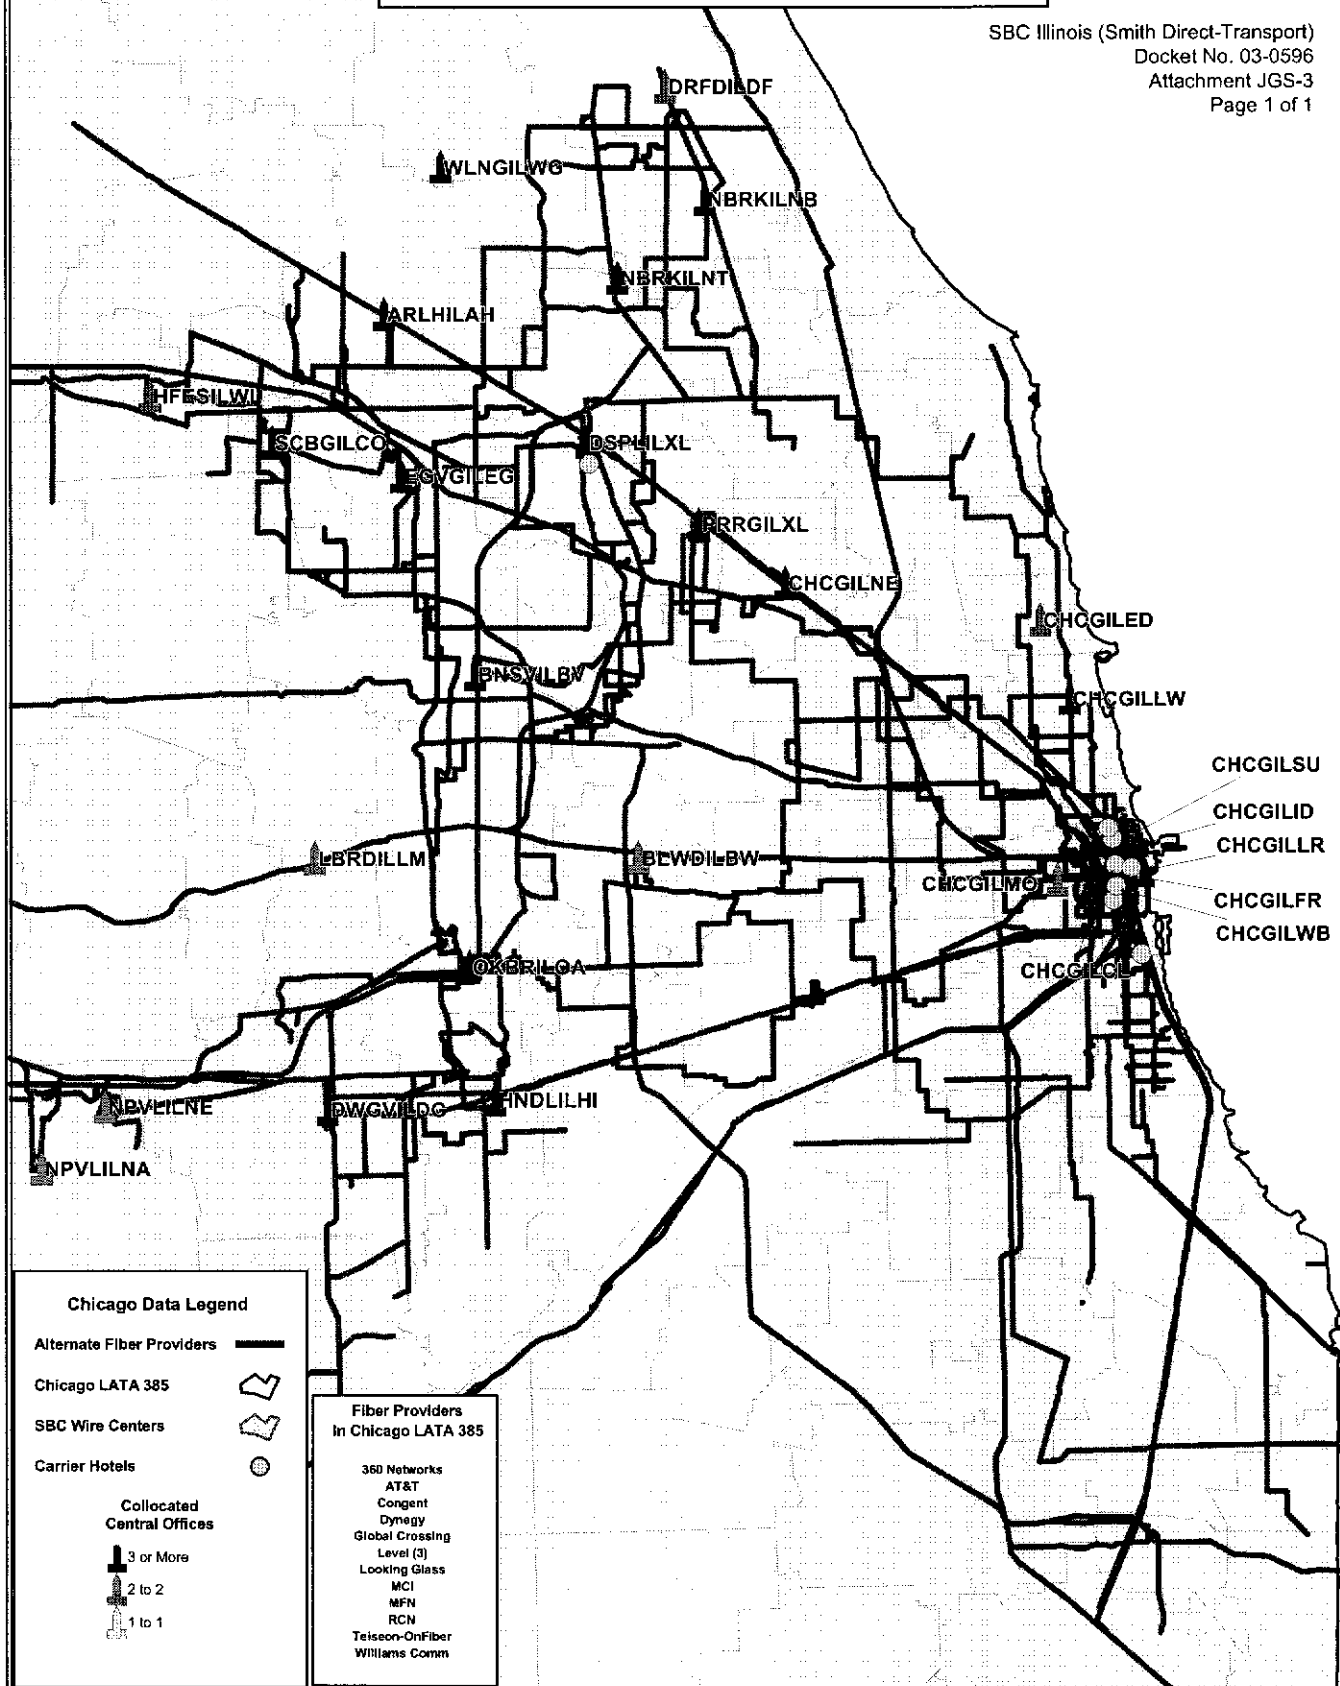 SBC Illinois (Smith Direct-Transport)
Docket No. 03-0596
Attachment JGS-3
Page 1 of 1
DRFDILDF
WLNGILWG
NBRKILNB
NBRKILNT
ARLHILAH
HFESILWL
SCBGILCO
DSPLILXL
EGVGILEG
PRRGILXL
CHCGILNE
CHCGILED
BNSVILBV
CHCGILLW
CHCGILSU
CHCGILID
CHCGILLR
LBRDILLM
BLWDILBW
CHCGILMO
CHCGILFR
CHCGILWB
OKBRILOA
CHCGILCL
NPVLILNE
DWGVILDG
HNDLILHI
NPVLILNA
Chicago Data Legend
Alternate Fiber Providers
Chicago LATA 385
SBC Wire Centers
Carrier Hotels
Collocated
Central Offices
3 or More
2 to 2
1 to 1
Fiber Providers
In Chicago LATA 385
360 Networks
AT&T
Congent
Dynegy
Global Crossing
Level (3)
Looking Glass
MCI
MFN
RCN
Telseon-OnFiber
Williams Comm